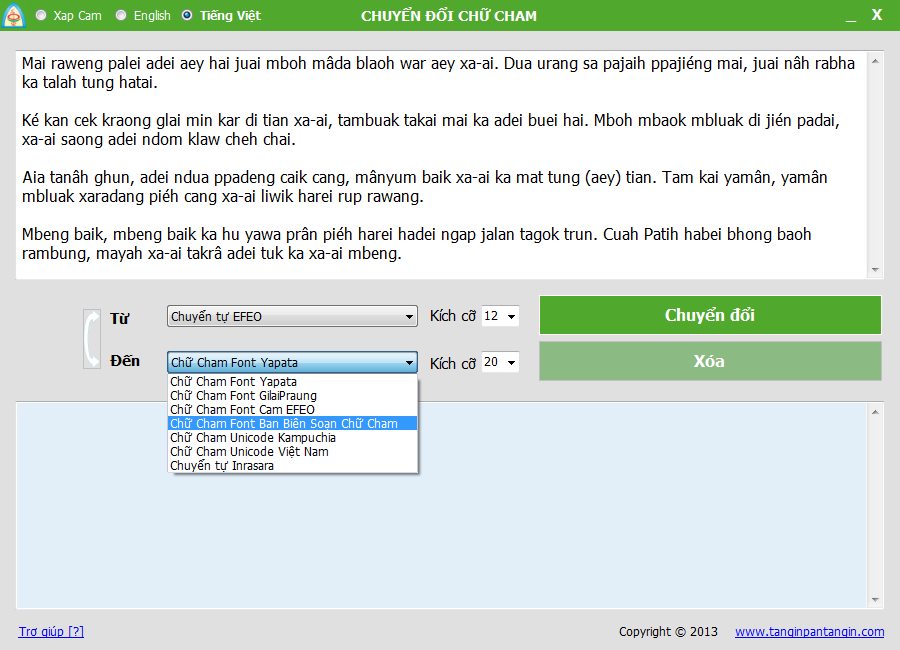 Xap Cam English Tiếng Việt CHUYỂN ĐỔI CHỮ CHAM _ X
Mai raweng palei adei aey hai juai mboh mâda blaoh war aey xa-ai. Dua urang sa pajaih ppajiéng mai, juai nâh rabha
ka talah tung hatai.
Ké kan cek kraong glai min kar di tian xa-ai, tambuak takai mai ka adei buei hai. Mboh mbaok mbluak di jién padai,
xa-ai saong adei ndom klaw cheh chai.
Aia tanâh ghun, adei ndua ppadeng caik cang, mânyum baik xa-ai ka mat tung (aey) tian. Tam kai yamân, yamân
mbluak xaradang piéh cang xa-ai liwik harei rup rawang.
Mbeng baik, mbeng baik ka hu yawa prân piéh harei hadei ngap jalan tagok trun. Cuah Patih habei bhong baoh
rambung, mayah xa-ai takrâ adei tuk ka xa-ai mbeng.
Từ Chuyển tự EFEO Kích cỡ 12 Chuyển đổi
Đến Chữ Cham Font Yapata Kích cỡ 20 Xóa
Chữ Cham Font Yapata
Chữ Cham Font GilaiPraung
Chữ Cham Font Cam EFEO
Chữ Cham Font Ban Biên Soạn Chữ Cham
Chữ Cham Unicode Kampuchia
Chữ Cham Unicode Việt Nam
Chuyển tự Inrasara
Trợ giúp [?] Copyright © 2013 www.tanginpantangin.com